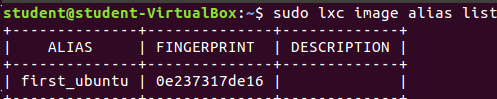 student@student-VirtualBox:~$ sudo lxc image alias list
+--------------+--------------+-------------+
|    ALIAS     | FINGERPRINT  | DESCRIPTION |
+--------------+--------------+-------------+
| first_ubuntu | 0e237317de16 |             |
+--------------+--------------+-------------+